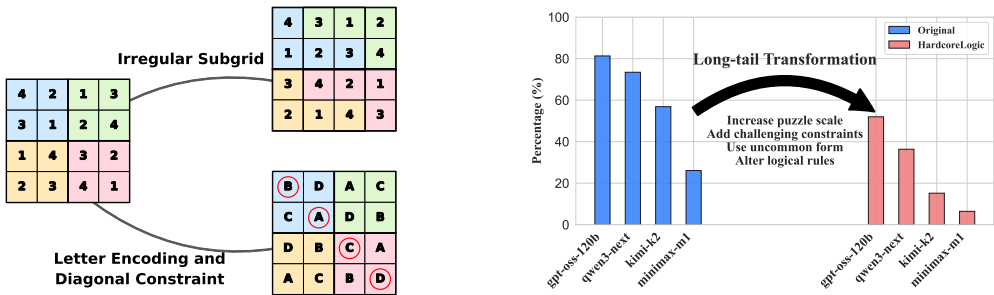 4 3 1 2
1 2 3 4
3 4 2 1
2 1 4 3
Irregular Subgrid
4 2 1 3
3 1 2 4
1 4 3 2
2 3 4 1
B D A C
C A D B
D B C A
A C B D
Letter Encoding and
Diagonal Constraint
Percentage (%)
100
80
60
40
20
0
Original
HardcoreLogic
Long-tail Transformation
Increase puzzle scale
Add challenging constraints
Use uncommon form
Alter logical rules
gpt-oss-120b
qwen3-next
kimi-k2
minimax-m1
gpt-oss-120b
qwen3-next
kimi-k2
minimax-m1